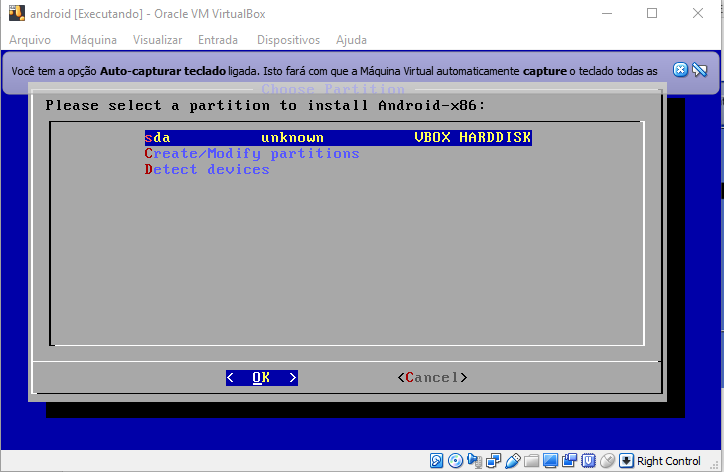 android [Executando] - Oracle VM VirtualBox
Arquivo Máquina Visualizar Entrada Dispositivos Ajuda
Você tem a opção Auto-capturar teclado ligada. Isto fará com que a Máquina Virtual automaticamente capture o teclado todas as
Choose Partition
Please select a partition to install Android-x86:
sda unknown VBOX HARDDISK
Create/Modify partitions
Detect devices
< OK > <Cancel>
Right Control